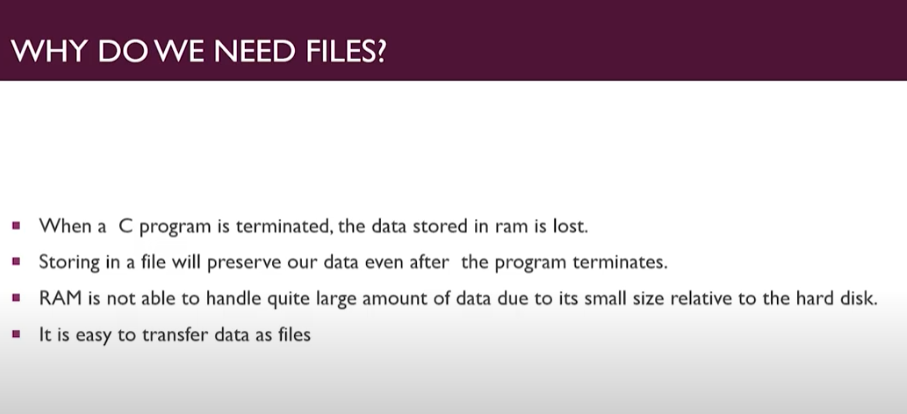 WHY DO WE NEED FILES?
When a C program is terminated, the data stored in ram is lost.
Storing in a file will preserve our data even after the program terminates.
RAM is not able to handle quite large amount of data due to its small size relative to the hard disk.
It is easy to transfer data as files